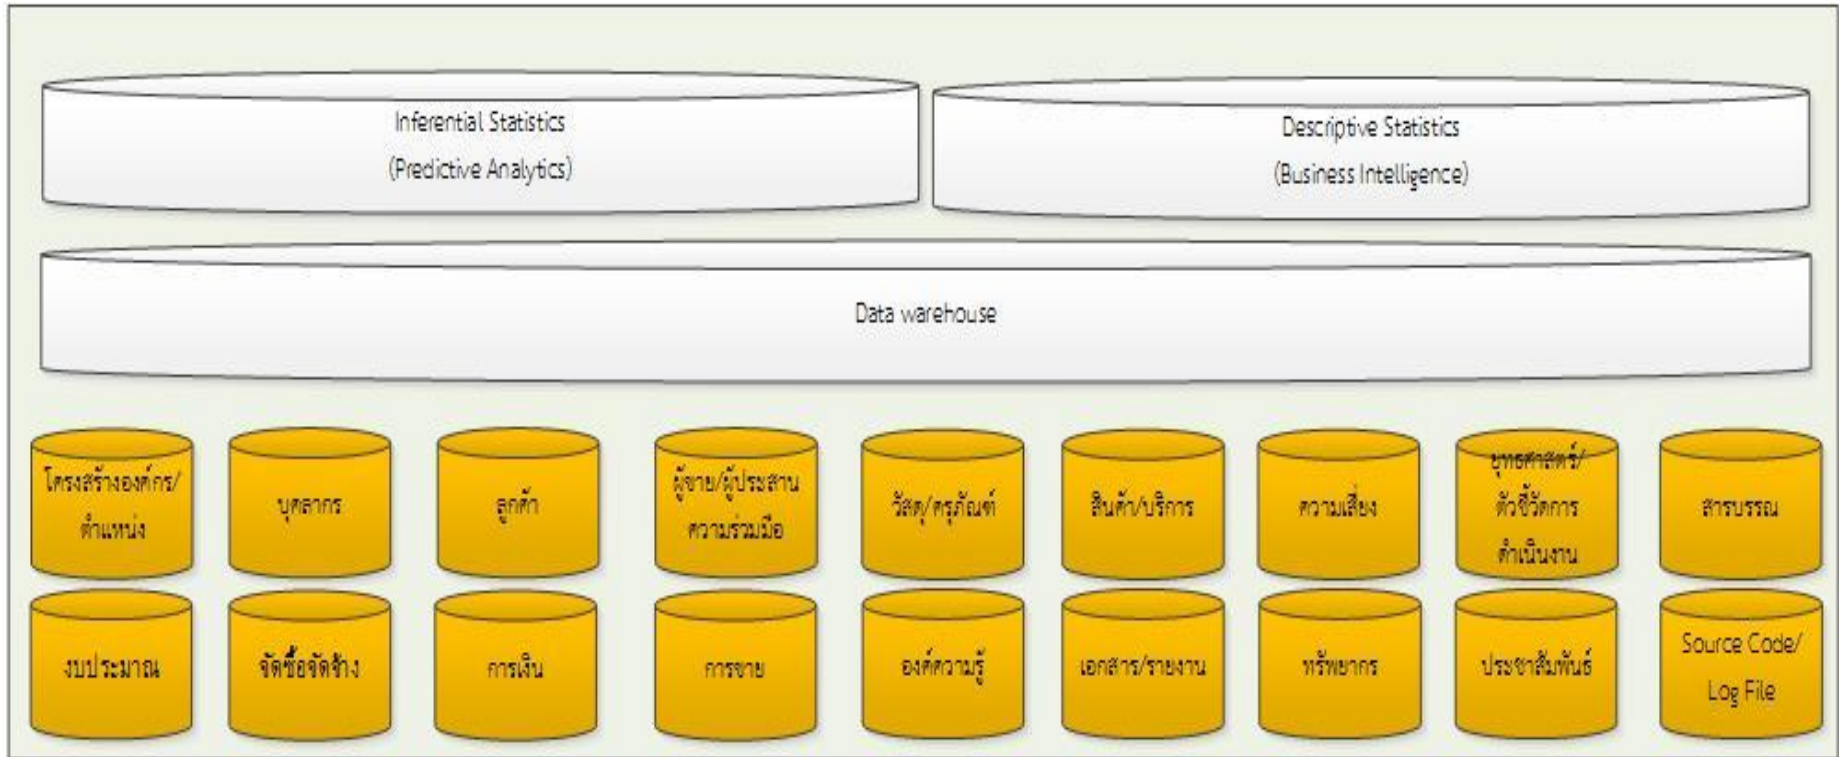 Inferential Statistics
(Predictive Analytics)
Descriptive Statistics
(Business Intelligence)
Data warehouse
โครงสร้างองค์กร/
ตำแหน่ง
บุคลากร
ลูกค้า
ผู้ขาย/ผู้ประสาน
ความร่วมมือ
วัสดุ/ครุภัณฑ์
สินค้า/บริการ
ความเสี่ยง
ยุทธศาสตร์/
ตัวชี้วัดการ
ดำเนินงาน
สารบรรณ
งบประมาณ
จัดซื้อจัดจ้าง
การเงิน
การขาย
องค์ความรู้
เอกสาร/รายงาน
ทรัพยากร
ประชาสัมพันธ์
Source Code/
Log File